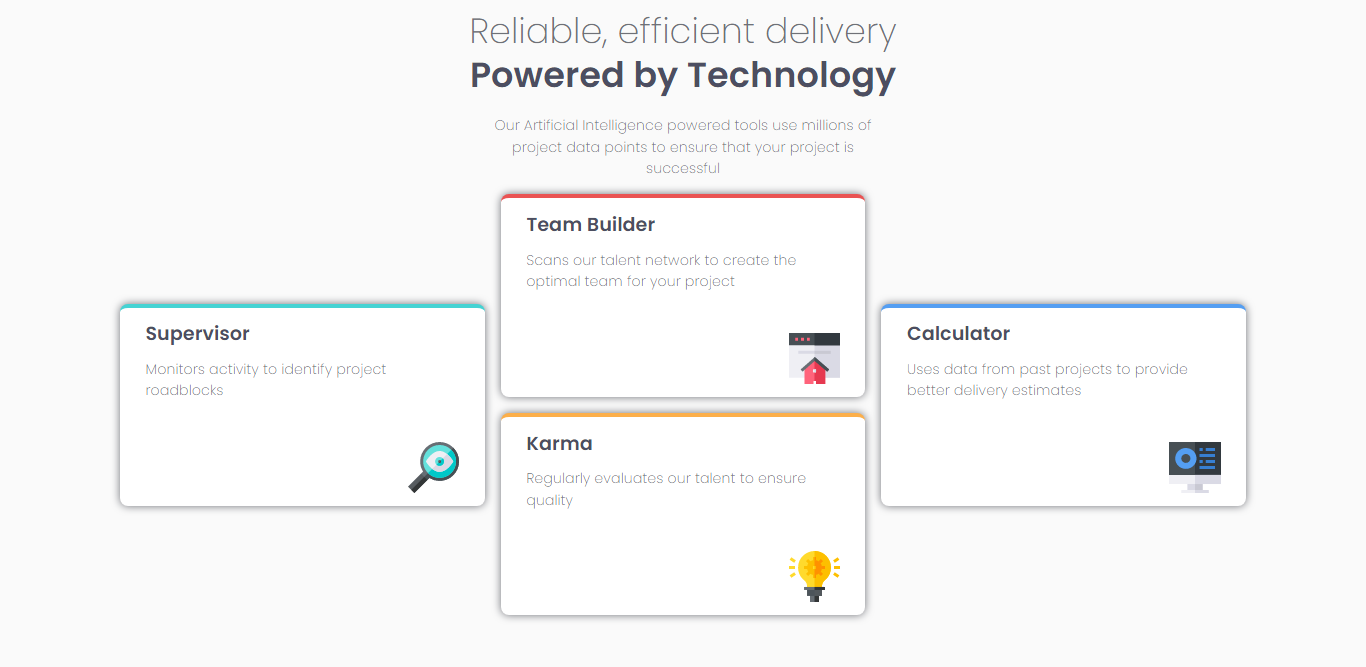 Reliable, efficient delivery
Powered by Technology
Our Artificial Intelligence powered tools use millions of
project data points to ensure that your project is
successful
Team Builder
Scans our talent network to create the
optimal team for your project
Supervisor
Monitors activity to identify project
roadblocks
Calculator
Uses data from past projects to provide
better delivery estimates
Karma
Regularly evaluates our talent to ensure
quality